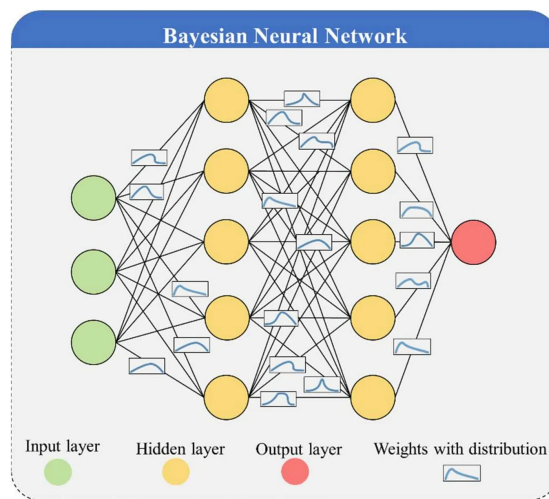 Bayesian Neural Network
Input layer
Hidden layer
Output layer
Weights with distribution